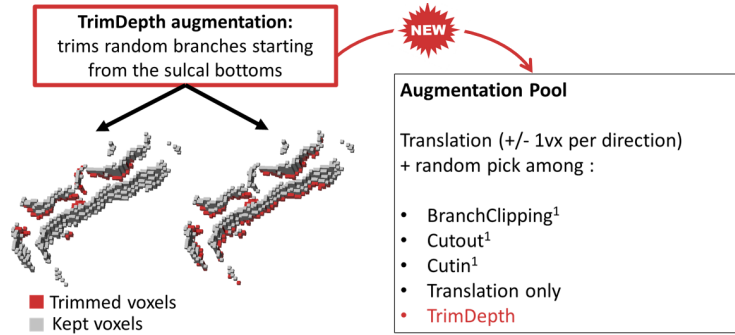 TrimDepth augmentation:
trims random branches starting
from the sulcal bottoms
NEW
Augmentation Pool
Translation (+/- 1vx per direction)
+ random pick among :
• BranchClipping¹
• Cutout¹
• Cutin¹
• Translation only
• TrimDepth
Trimmed voxels
Kept voxels